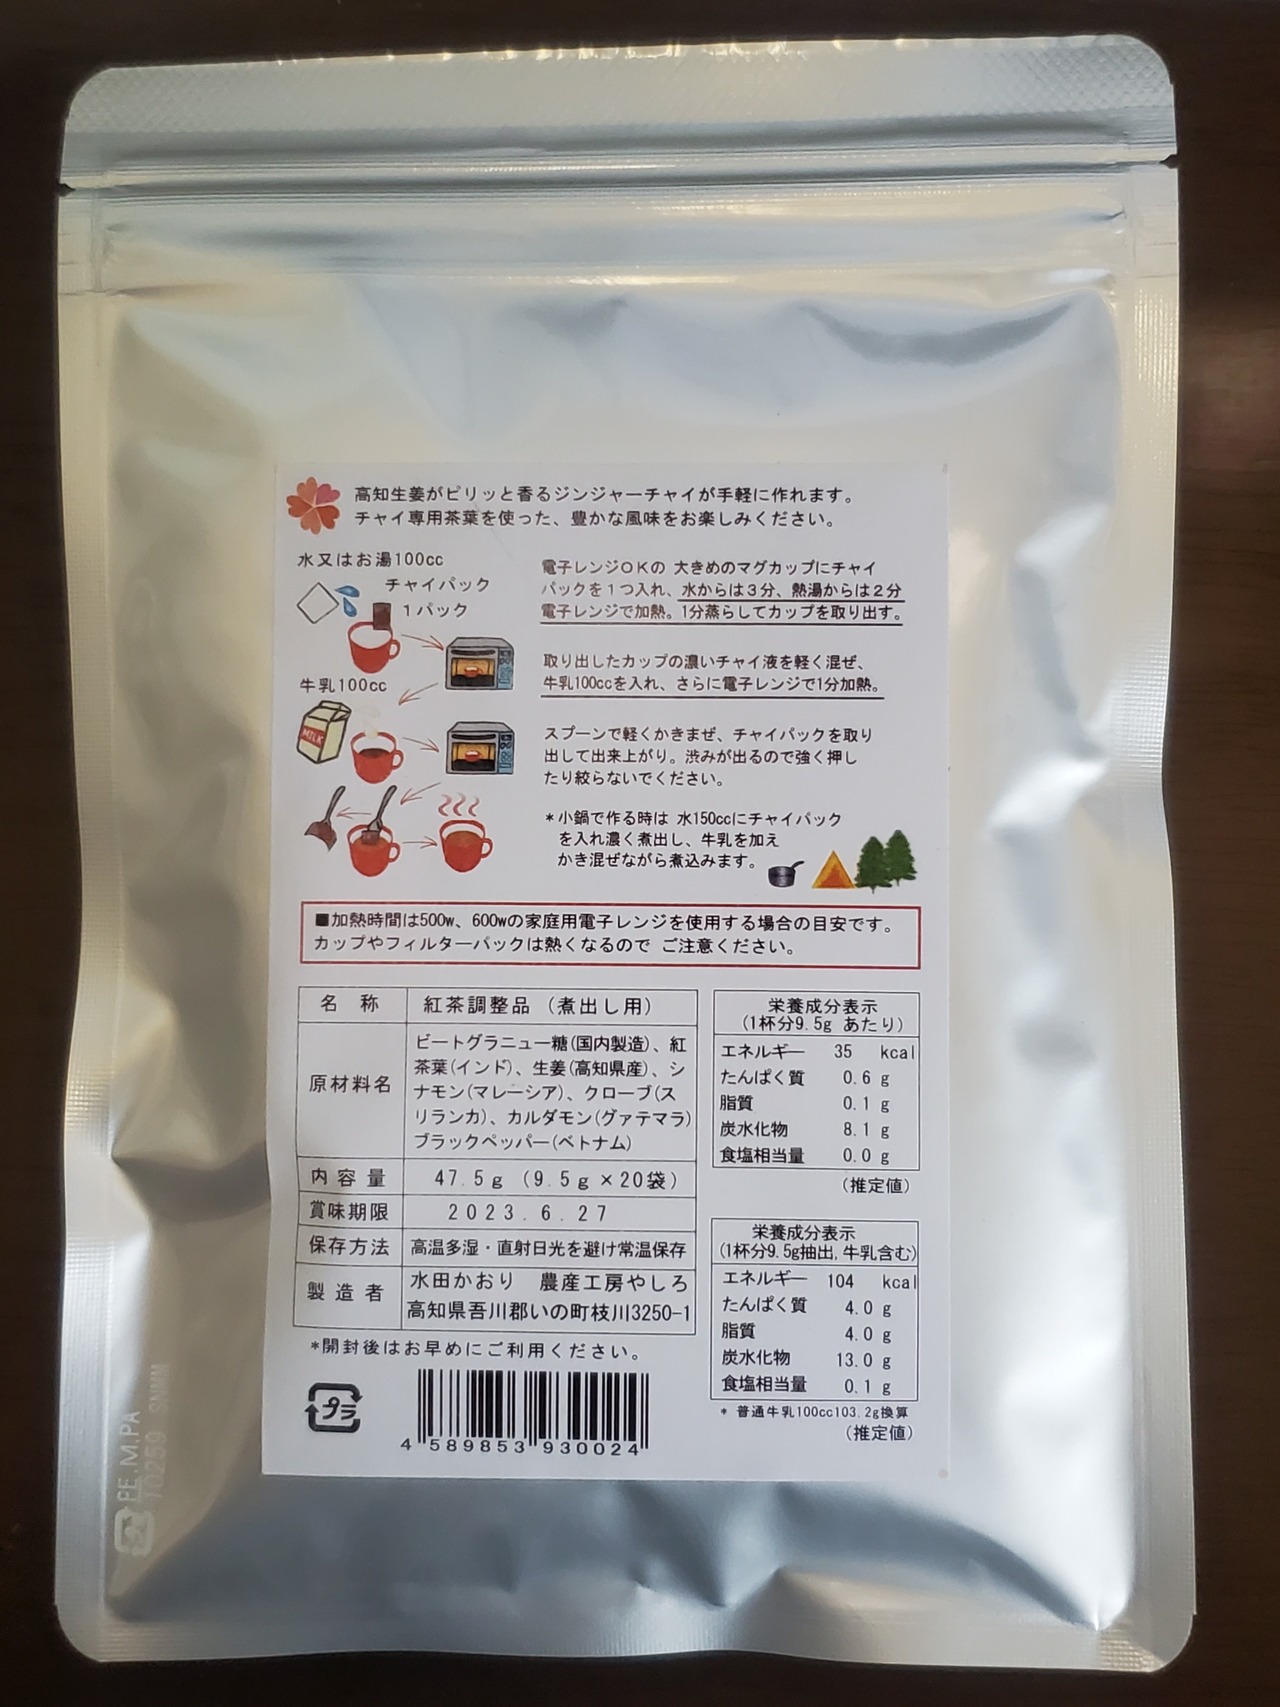 高知生姜がピリッと香るジンジャーチャイが手軽に作れます。
チャイ専用茶葉を使った、豊かな風味をお楽しみください。
水又はお湯100cc
チャイパック
1パック
牛乳100cc
MILK
電子レンジOKの 大きめのマグカップにチャイ
パックを1つ入れ、水からは3分、熱湯からは2分
電子レンジで加熱。1分蒸らしてカップを取り出す。
取り出したカップの濃いチャイ液を軽く混ぜ、
牛乳100ccを入れ、さらに電子レンジで1分加熱。
スプーンで軽くかきまぜ、チャイパックを取り
出して出来上がり。渋みが出るので強く押し
たり絞らないでください。
*小鍋で作る時は 水150ccにチャイパック
を入れ濃く煮出し、牛乳を加え
かき混ぜながら煮込みます。
■加熱時間は500w、600wの家庭用電子レンジを使用する場合の目安です。
カップやフィルターパックは熱くなるので ご注意ください。
名 称 紅茶調整品 (煮出し用)
原材料名 ビートグラニュー糖(国内製造)、紅
茶葉(インド)、生姜(高知県産)、シ
ナモン(マレーシア)、クローブ(ス
リランカ)、カルダモン(グァテマラ)
ブラックペッパー(ベトナム)
内容量 47.5g (9.5g×20袋)
賞味期限 2023.6.27
保存方法 高温多湿・直射日光を避け常温保存
製造者 水田かおり 農産工房やしろ
高知県吾川郡いの町枝川3250-1
*開封後はお早めにご利用ください。
プラ
4 589853 930024
栄養成分表示
(1杯分9.5g あたり)
エネルギー 35 kcal
たんぱく質 0.6 g
脂質 0.1 g
炭水化物 8.1 g
食塩相当量 0.0 g
(推定値)
栄養成分表示
(1杯分9.5g抽出,牛乳含む)
エネルギー 104 kcal
たんぱく質 4.0 g
脂質 4.0 g
炭水化物 13.0 g
食塩相当量 0.1 g
* 普通牛乳100cc103.2g換算
(推定値)
PE.M.PA
10259 SNMM